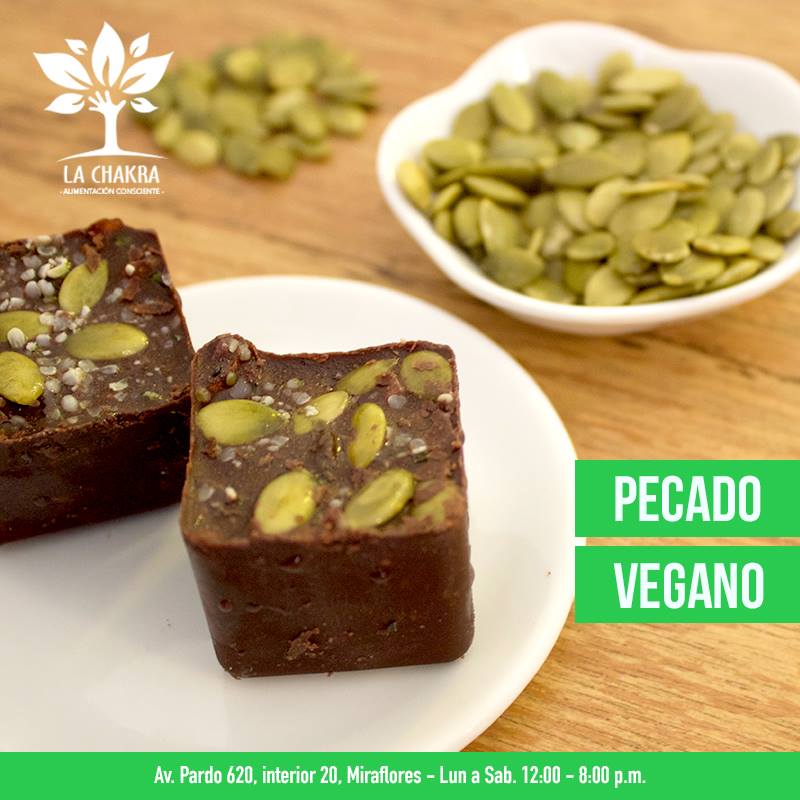 LA CHAKRA
- ALIMENTACIÓN CONSCIENTE -
PECADO
VEGANO
Av. Pardo 620, interior 20, Miraflores - Lun a Sab. 12:00 - 8:00 p.m.